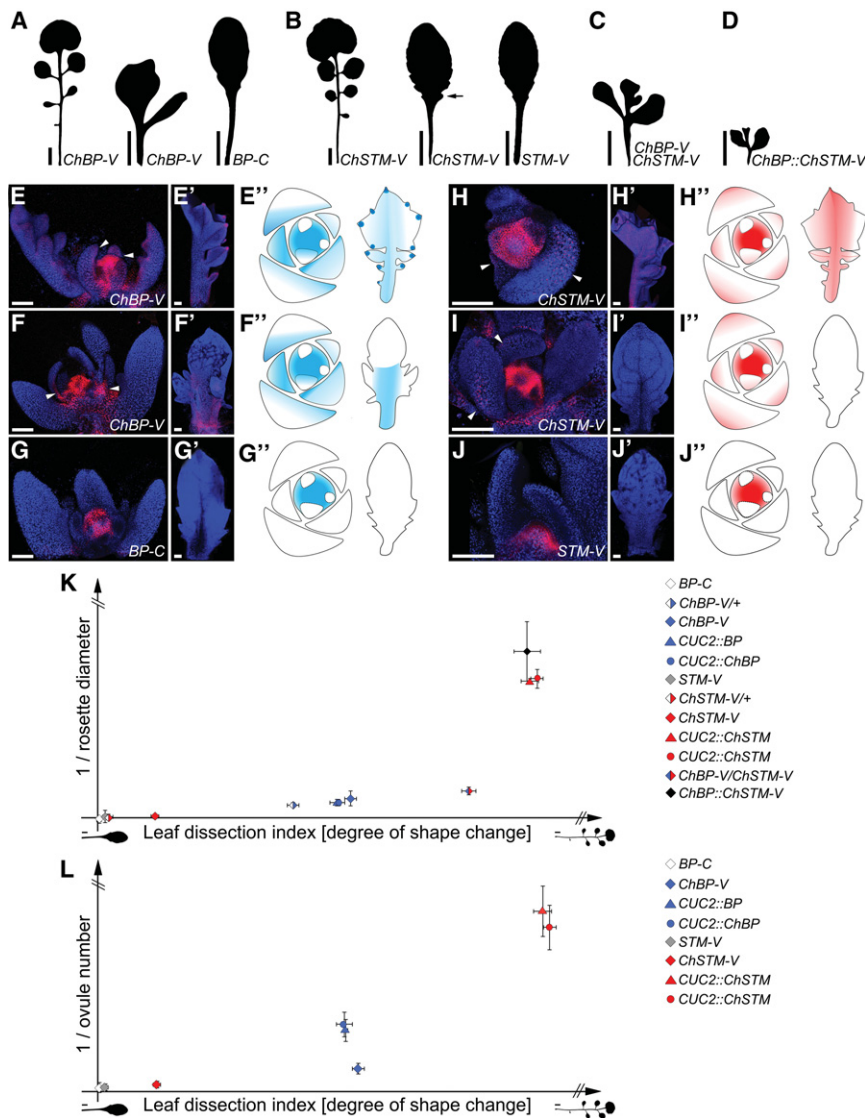 A
B
C
D
ChBP-V
ChBP-V
BP-C
ChSTM-V
ChSTM-V
STM-V
ChBP-V
ChSTM-V
ChBP::ChSTM-V
E
E'
E''
H
H'
H''
ChBP-V
ChSTM-V
F
F'
F''
I
I'
I''
ChBP-V
ChSTM-V
G
G'
G''
J
J'
J''
BP-C
STM-V
K
1 / rosette diameter
Leaf dissection index [degree of shape change]
BP-C
ChBP-V/+
ChBP-V
CUC2::BP
CUC2::ChBP
STM-V
ChSTM-V/+
ChSTM-V
CUC2::ChSTM
CUC2::ChSTM
ChBP-V/ChSTM-V
ChBP::ChSTM-V
L
1 / ovule number
Leaf dissection index [degree of shape change]
BP-C
ChBP-V
CUC2::BP
CUC2::ChBP
STM-V
ChSTM-V
CUC2::ChSTM
CUC2::ChSTM